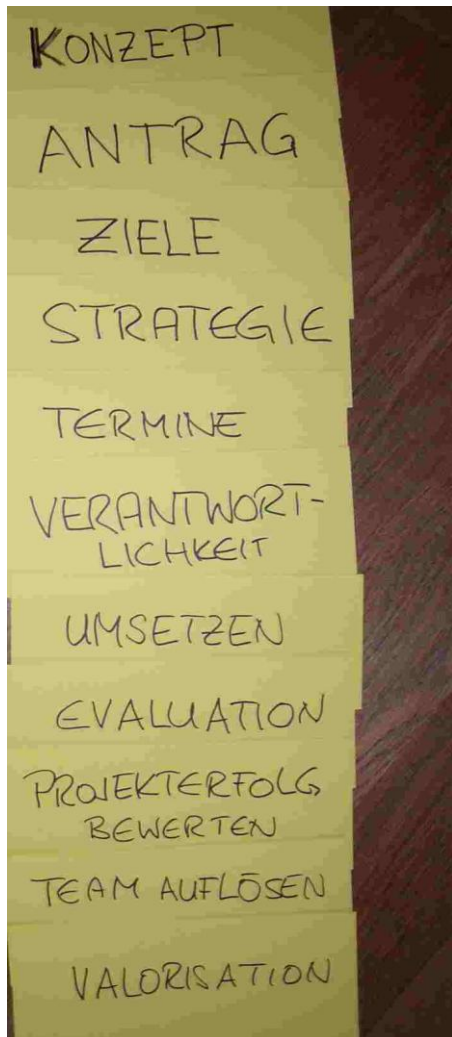 KONZEPT
ANTRAG
ZIELE
STRATEGIE
TERMINE
VERANTWORT-
LICHKEIT
UMSETZEN
EVALUATION
PROJEKTERFOLG
BEWERTEN
TEAM AUFLÖSEN
VALORISATION